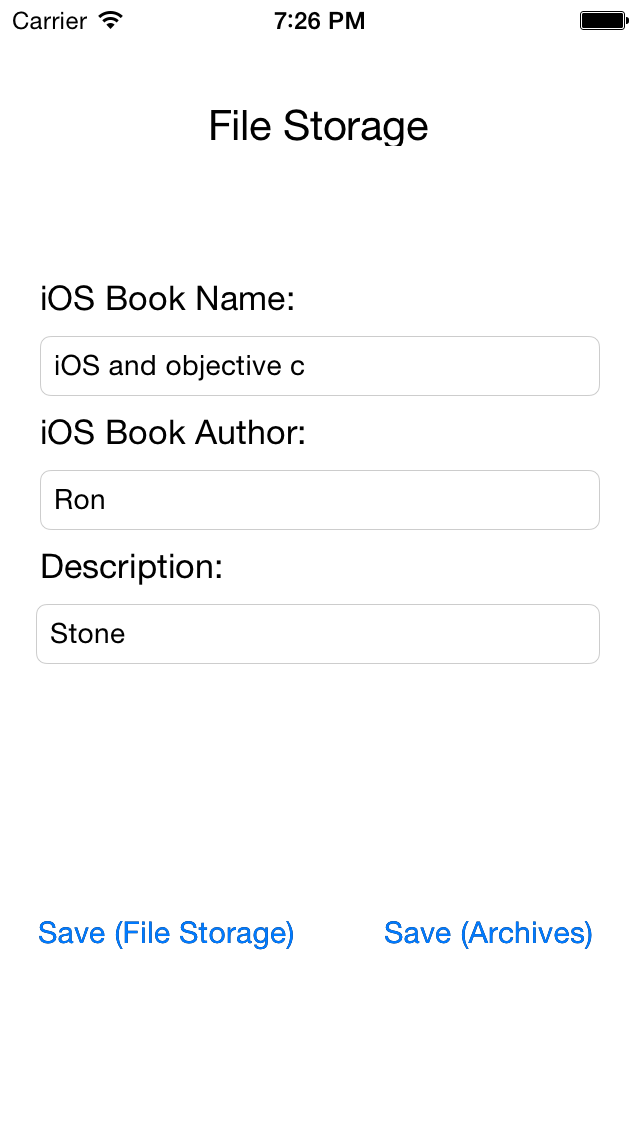 Carrier 7:26 PM
File Storage
iOS Book Name:
iOS and objective c
iOS Book Author:
Ron
Description:
Stone
Save (File Storage) Save (Archives)